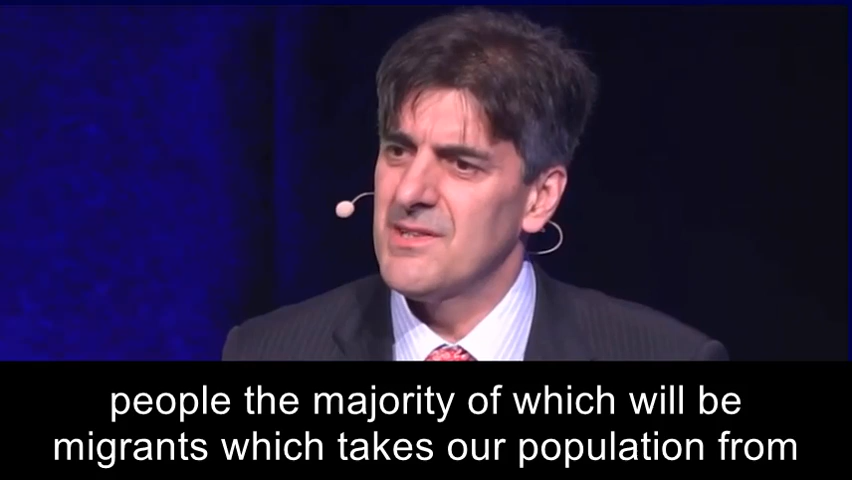 people the majority of which will be
migrants which takes our population from